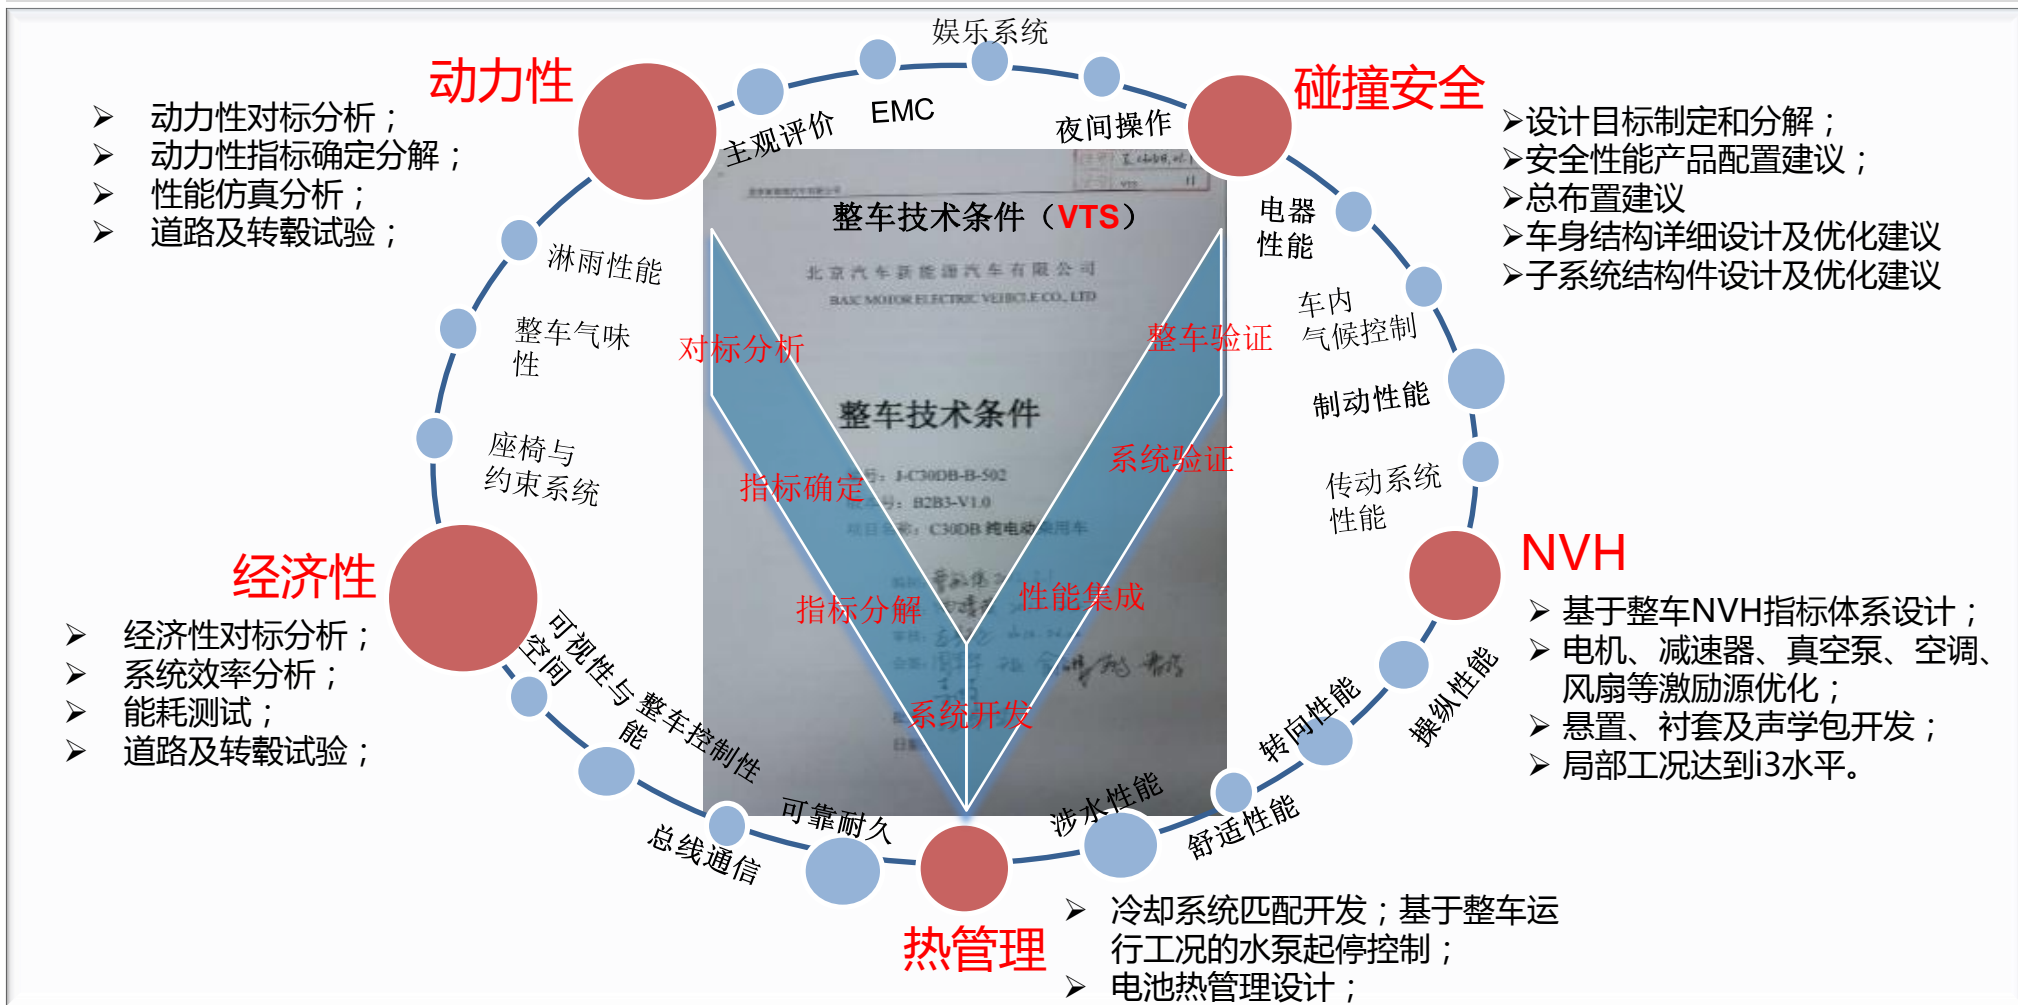 娱乐系统
动力性
碰撞安全
➢ 动力性对标分析；
➢ 动力性指标确定分解；
➢ 性能仿真分析；
➢ 道路及转毂试验；
主观评价
EMC
夜间操作
➢设计目标制定和分解；
➢安全性能产品配置建议；
➢总布置建议
➢车身结构详细设计及优化建议
➢子系统结构件设计及优化建议
VTS
11
整车技术条件（VTS）
电器
性能
淋雨性能
北京汽车新能源汽车有限公司
BAIC MOTOR ELECTRIC VEHICLE CO., LTD
车内
气候控制
整车气味
性
对标分析
整车验证
制动性能
整车技术条件
座椅与
约束系统
系统验证
传动系统
性能
指标确定
号：J-C30DB-B-502
号：B2B3-V1.0
称：C30DB 纯电动乘用车
经济性
NVH
指标分解
性能集成
➢ 经济性对标分析；
➢ 系统效率分析；
➢ 能耗测试；
➢ 道路及转毂试验；
➢ 基于整车NVH指标体系设计；
➢ 电机、减速器、真空泵、空调、
风扇等激励源优化；
➢ 悬置、衬套及声学包开发；
➢ 局部工况达到i3水平。
可视性与
空间
整车控制性
能
系统开发
转向性能
操纵性能
总线通信
可靠耐久
涉水性能
舒适性能
热管理
➢ 冷却系统匹配开发；基于整车运
行工况的水泵起停控制；
➢ 电池热管理设计；